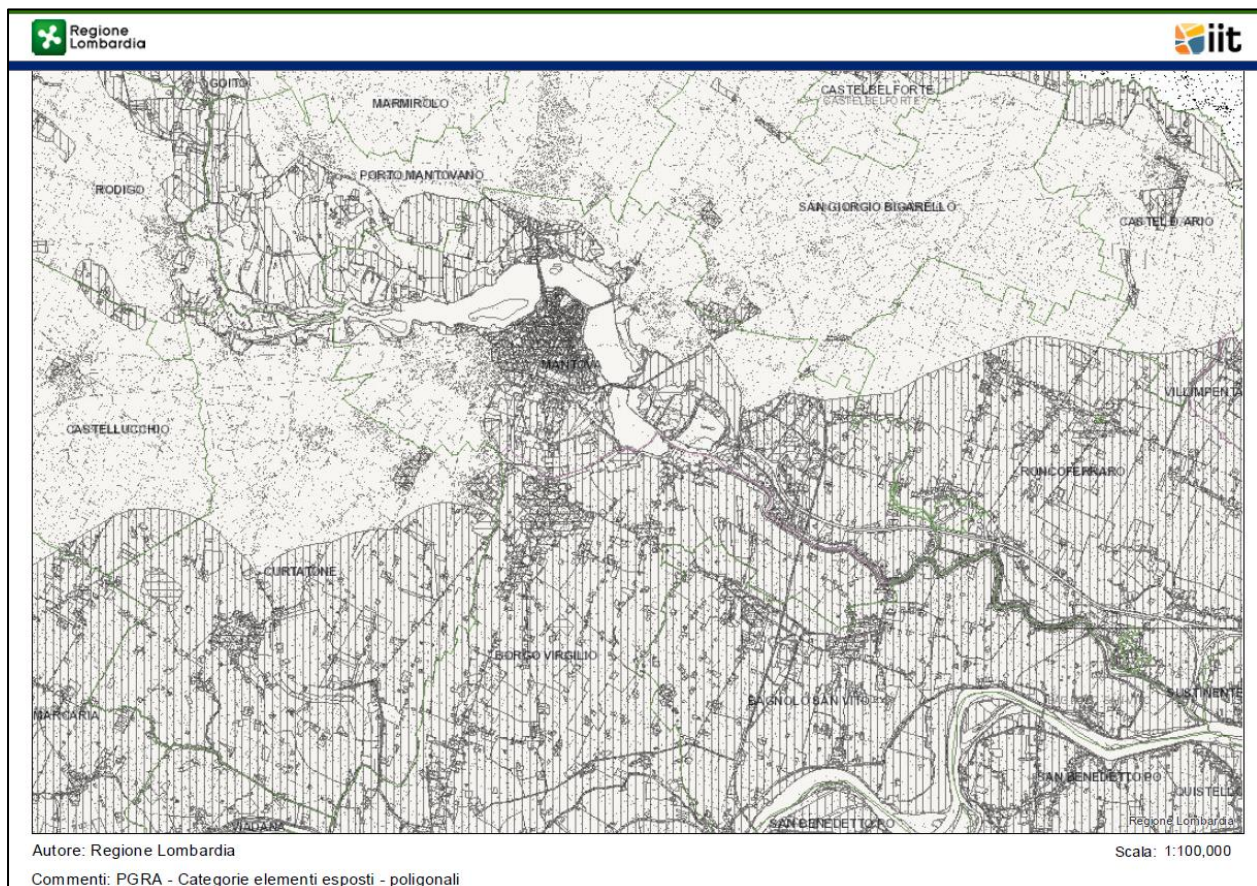 Regione
Lombardia
iit
GOITO
MARMIROLO
CASTELBELFORTE
CASTELBELFORTE
PORTO MANTOVANO
RODIGO
SAN GIORGIO BIGARELLO
CASTEL D'ARIO
MANTOVA
VILLIMPENTA
CASTELLUCCHIO
RONCOFERRARO
CURTATONE
BORGO VIRGILIO
SUSTINENTE
BAGNOLO SAN VITO
MARCARIA
SAN BENEDETTO PO
QUISTELLO
VIADANA
SAN BENEDETTO PO
Regione Lombardia
Autore: Regione Lombardia
Scala: 1:100,000
Commenti: PGRA - Categorie elementi esposti - poligonali